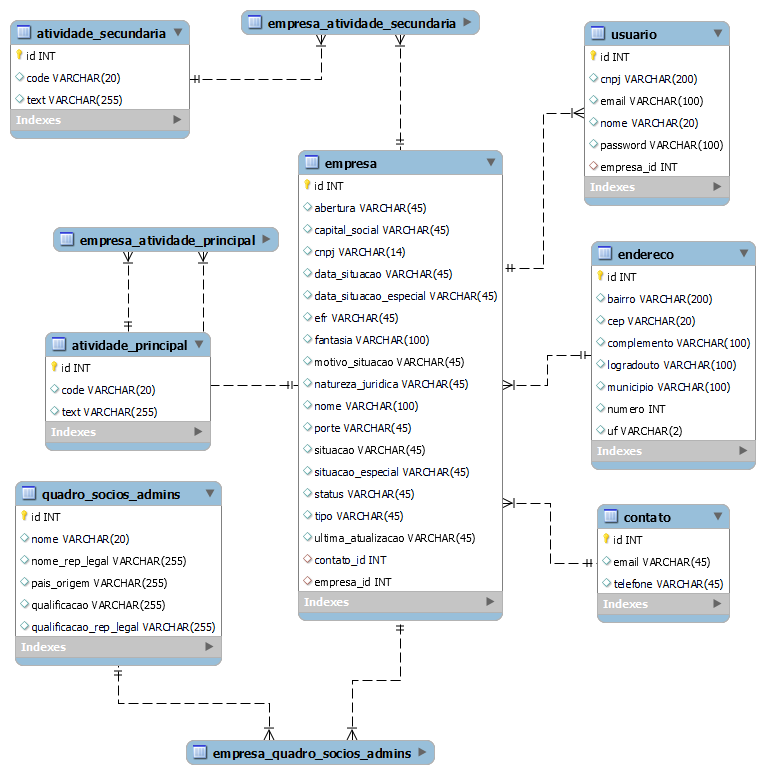 atividade_secundaria
id INT
code VARCHAR(20)
text VARCHAR(255)
Indexes
empresa_atividade_secundaria
usuario
id INT
cnpj VARCHAR(200)
email VARCHAR(100)
nome VARCHAR(20)
password VARCHAR(100)
empresa_id INT
Indexes
empresa
id INT
abertura VARCHAR(45)
capital_social VARCHAR(45)
cnpj VARCHAR(14)
data_situacao VARCHAR(45)
data_situacao_especial VARCHAR(45)
efr VARCHAR(45)
fantasia VARCHAR(100)
motivo_situacao VARCHAR(45)
natureza_juridica VARCHAR(45)
nome VARCHAR(100)
porte VARCHAR(45)
situacao VARCHAR(45)
situacao_especial VARCHAR(45)
status VARCHAR(45)
tipo VARCHAR(45)
ultima_atualizacao VARCHAR(45)
contato_id INT
empresa_id INT
Indexes
empresa_atividade_principal
atividade_principal
id INT
code VARCHAR(20)
text VARCHAR(255)
Indexes
endereco
id INT
bairro VARCHAR(200)
cep VARCHAR(20)
complemento VARCHAR(100)
logradouto VARCHAR(100)
municipio VARCHAR(100)
numero INT
uf VARCHAR(2)
Indexes
quadro_socios_admins
id INT
nome VARCHAR(20)
nome_rep_legal VARCHAR(255)
pais_origem VARCHAR(255)
qualificacao VARCHAR(255)
qualificacao_rep_legal VARCHAR(255)
Indexes
contato
id INT
email VARCHAR(45)
telefone VARCHAR(45)
Indexes
empresa_quadro_socios_admins